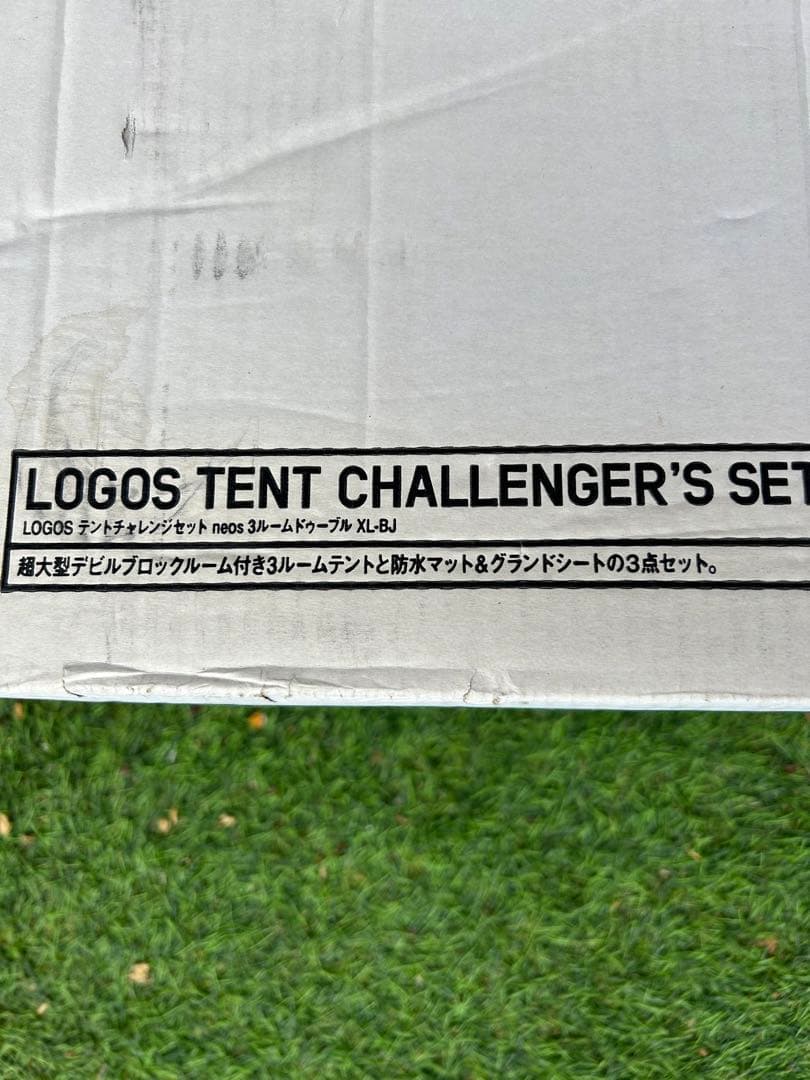 LOGOS TENT CHALLENGER'S SET
LOGOS テントチャレンジセット neos 3ルームドゥーブル XL-BJ
超大型デビルブロックルーム付き3ルームテントと防水マット&グランドシートの3点セット。